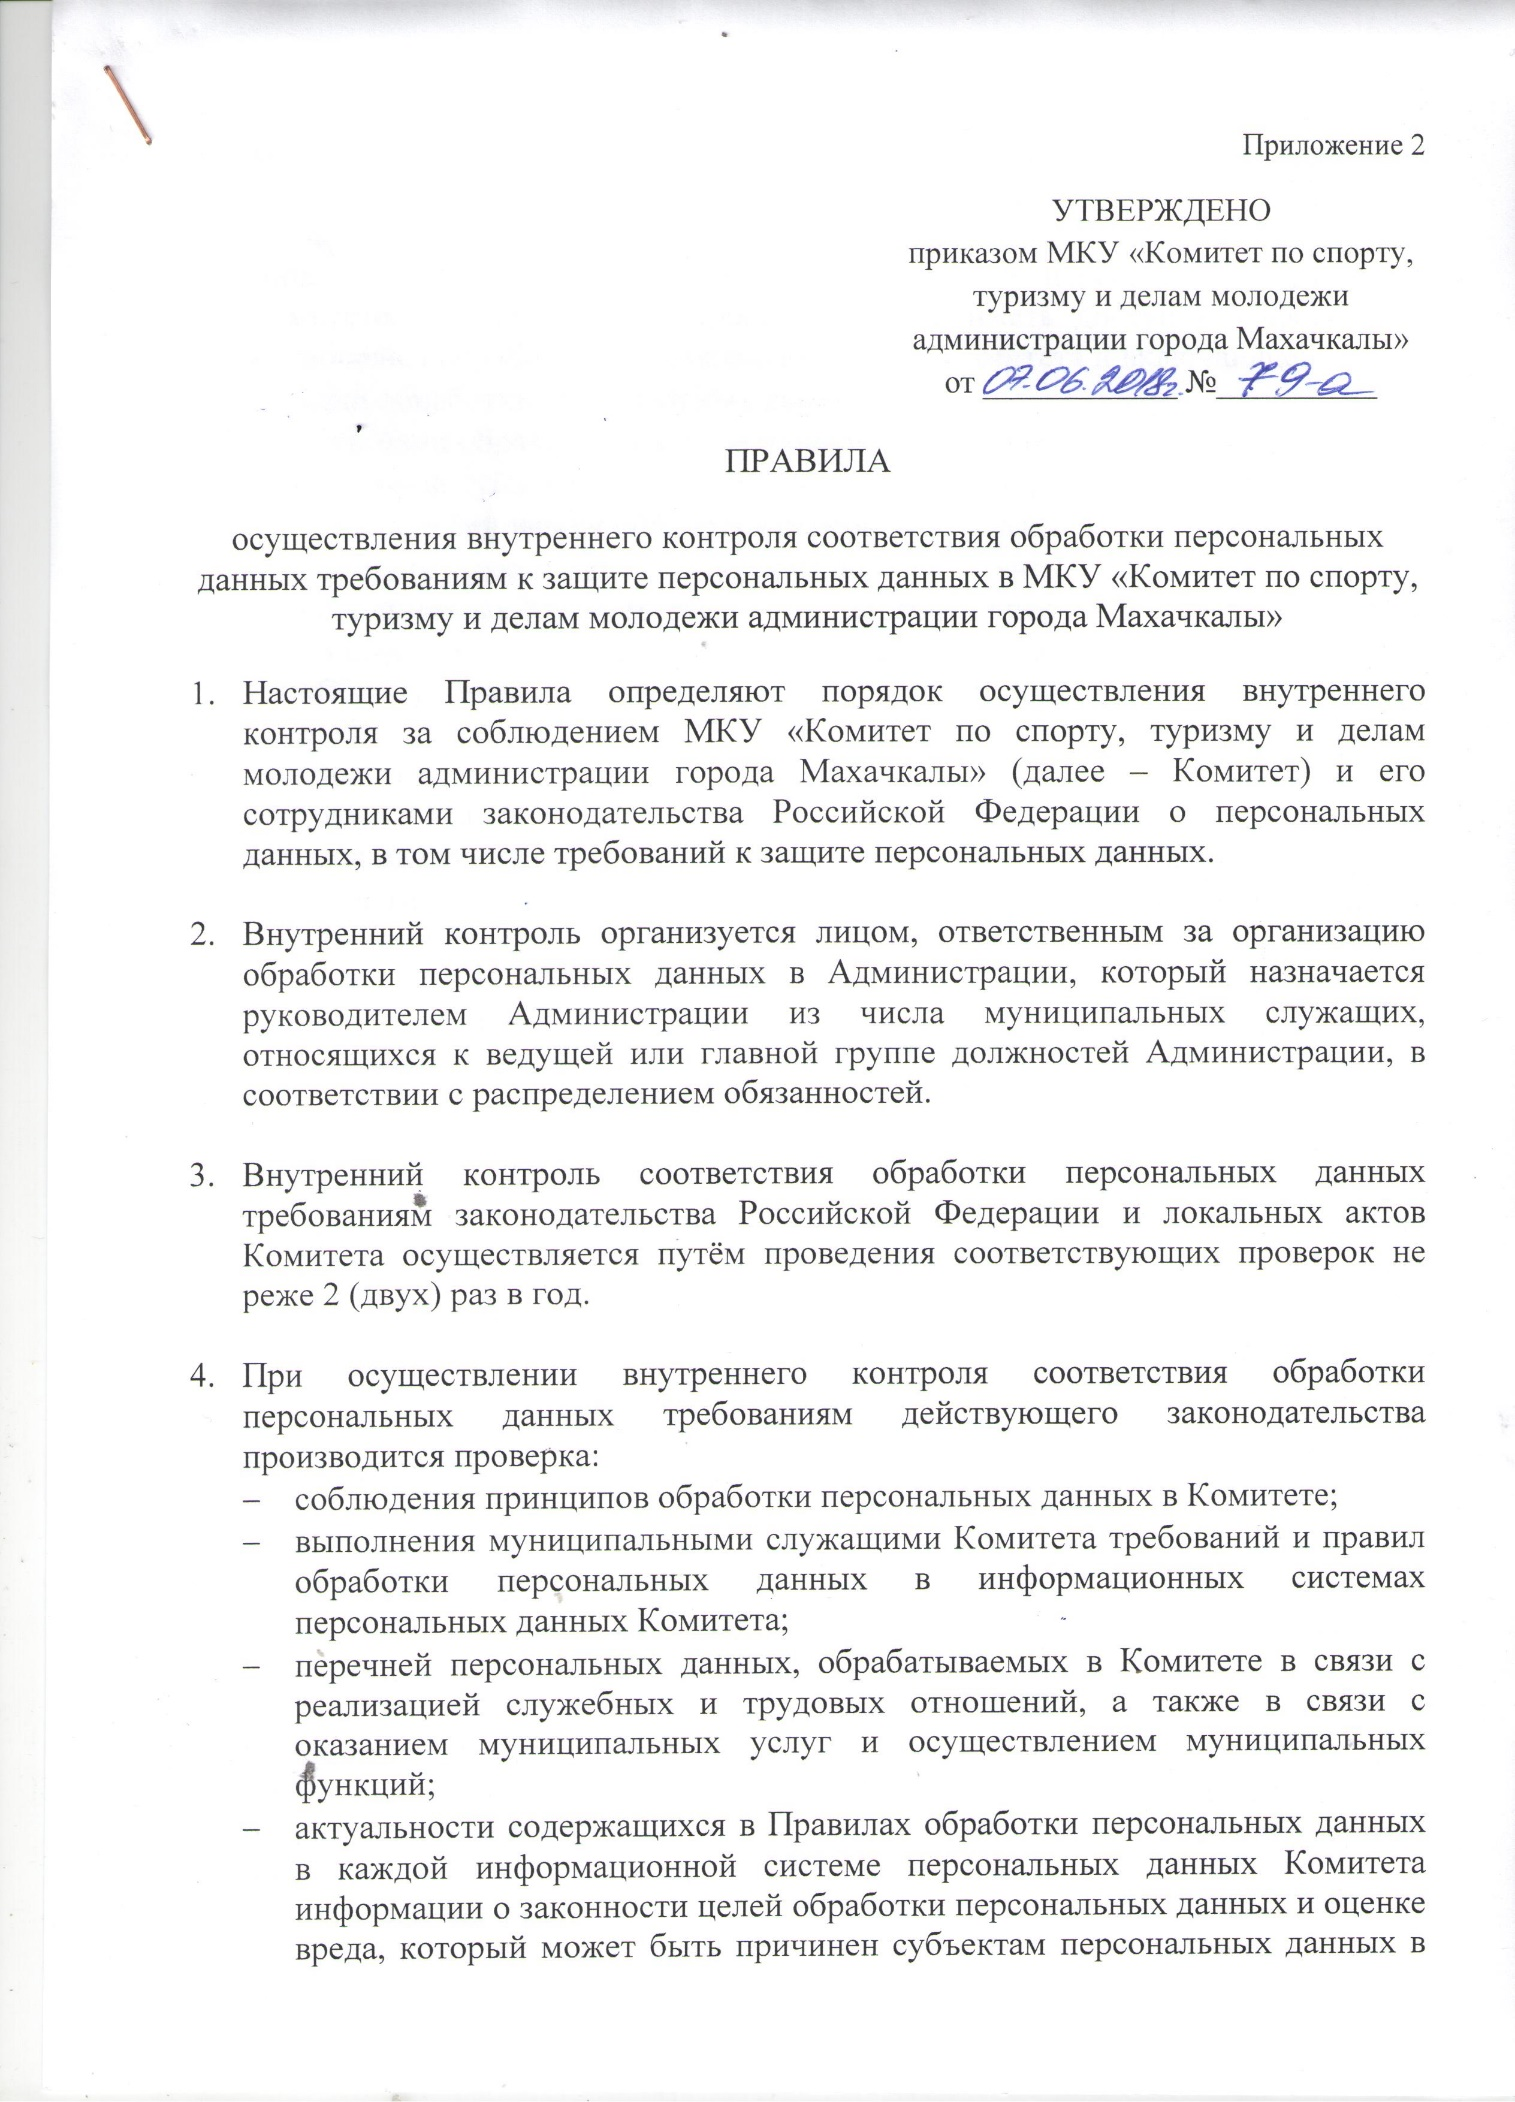 Приложение 2
УТВЕРЖДЕНО
приказом МКУ «Комитет по спорту,
туризму и делам молодежи
администрации города Махачкалы»
от 07.06.2018г. № 79-а
ПРАВИЛА
осуществления внутреннего контроля соответствия обработки персональных
данных требованиям к защите персональных данных в МКУ «Комитет по спорту,
туризму и делам молодежи администрации города Махачкалы»
1. Настоящие Правила определяют порядок осуществления внутреннего
контроля за соблюдением МКУ «Комитет по спорту, туризму и делам
молодежи администрации города Махачкалы» (далее – Комитет) и его
сотрудниками законодательства Российской Федерации о персональных
данных, в том числе требований к защите персональных данных.
2. Внутренний контроль организуется лицом, ответственным за организацию
обработки персональных данных в Администрации, который назначается
руководителем Администрации из числа муниципальных служащих,
относящихся к ведущей или главной группе должностей Администрации, в
соответствии с распределением обязанностей.
3. Внутренний контроль соответствия обработки персональных данных
требованиям законодательства Российской Федерации и локальных актов
Комитета осуществляется путём проведения соответствующих проверок не
реже 2 (двух) раз в год.
4. При осуществлении внутреннего контроля соответствия обработки
персональных данных требованиям действующего законодательства
производится проверка:
– соблюдения принципов обработки персональных данных в Комитете;
– выполнения муниципальными служащими Комитета требований и правил
обработки персональных данных в информационных системах
персональных данных Комитета;
– перечней персональных данных, обрабатываемых в Комитете в связи с
реализацией служебных и трудовых отношений, а также в связи с
оказанием муниципальных услуг и осуществлением муниципальных
функций;
– актуальности содержащихся в Правилах обработки персональных данных
в каждой информационной системе персональных данных Комитета
информации о законности целей обработки персональных данных и оценке
вреда, который может быть причинен субъектам персональных данных в